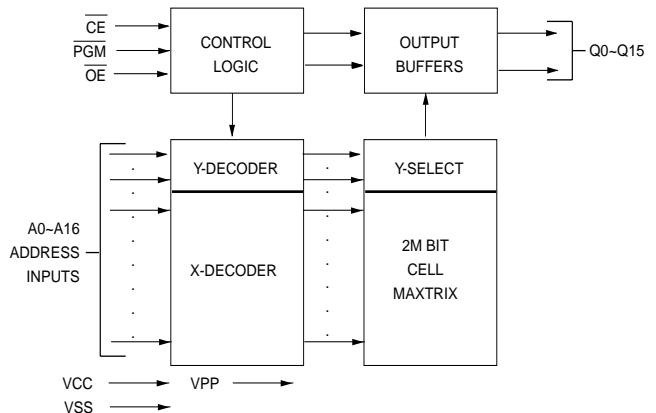 CE
PGM
OE
CONTROL
LOGIC
OUTPUT
BUFFERS
Q0~Q15
Y-DECODER
Y-SELECT
A0~A16
ADDRESS
INPUTS
X-DECODER
2M BIT
CELL
MAXTRIX
VCC
VPP
VSS